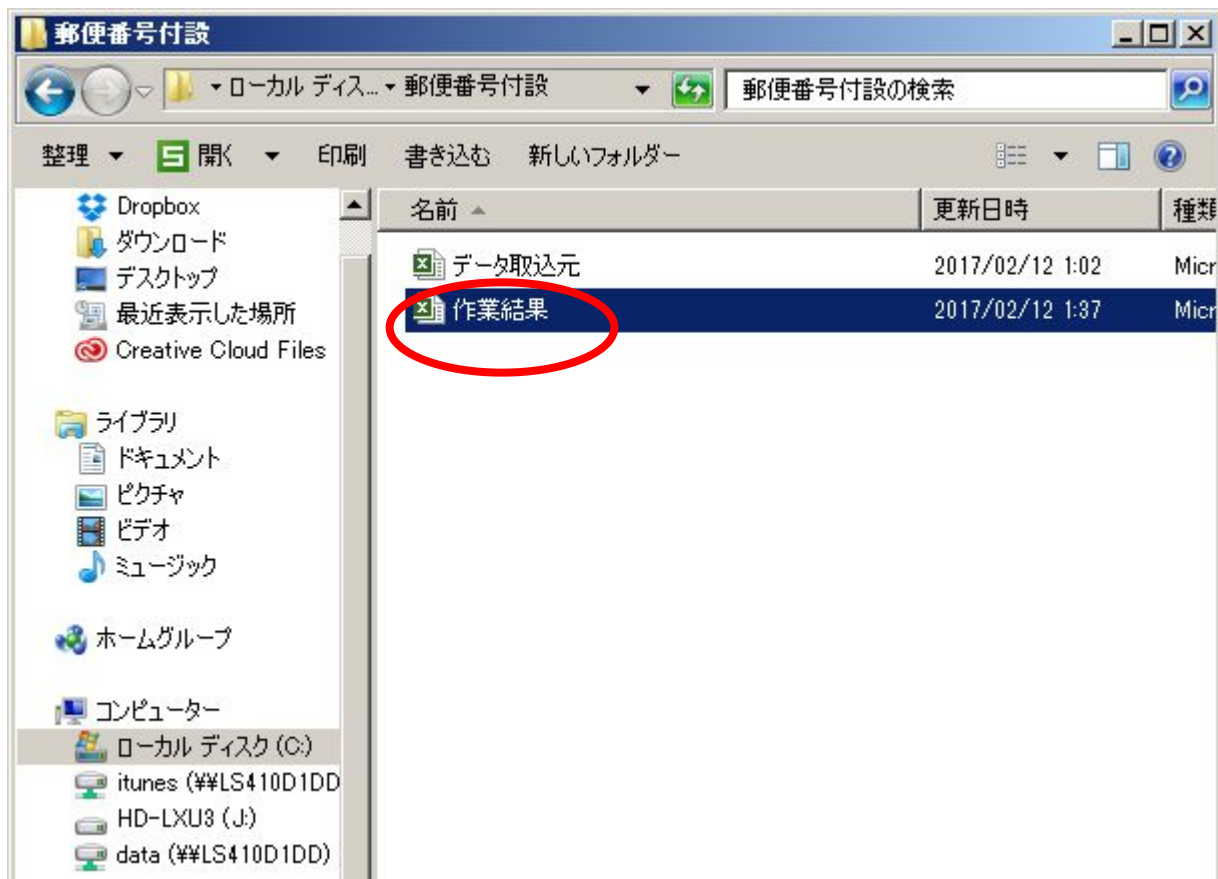 郵便番号付設
ローカル ディス... 郵便番号付設
郵便番号付設の検索
整理 開く 印刷 書き込む 新しいフォルダー
Dropbox
ダウンロード
デスクトップ
最近表示した場所
Creative Cloud Files
ライブラリ
ドキュメント
ピクチャ
ビデオ
ミュージック
ホームグループ
コンピューター
ローカル ディスク (C:)
itunes (¥¥LS410D1DD
HD-LXU3 (J:)
data (¥¥LS410D1DD)
名前 更新日時 種類
データ取込元 2017/02/12 1:02 Micr
作業結果 2017/02/12 1:37 Micr